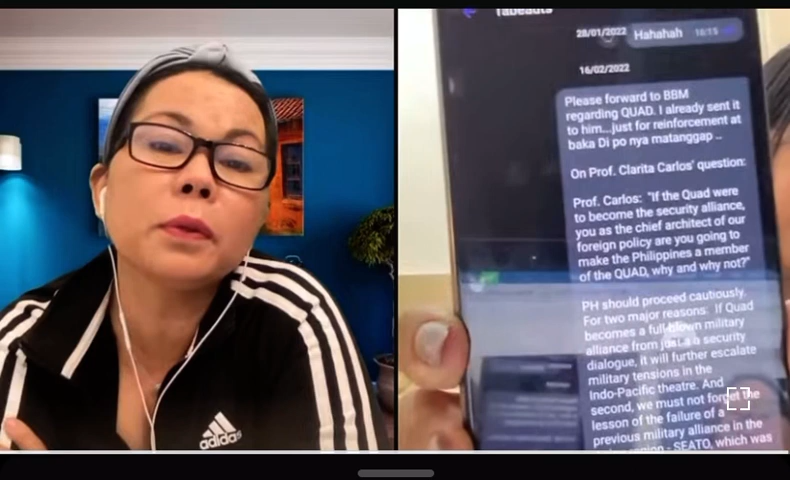 adidas
28/01/2022
Hahahah 10:15
16/02/2022
Please forward to BBM
regarding QUAD. I already sent it
to him...just for reinforcement at
baka Di po nya matanggap ..
On Prof. Clarita Carlos' question:
Prof. Carlos: "If the Quad were
to become the security alliance,
you as the chief architect of our
foreign policy are you going to
make the Philippines a member
of the QUAD, why and why not?"
PH should proceed cautiously.
For two major reasons: If Quad
becomes a full-blown military
alliance from just a a security
dialogue, it will further escalate
military tensions in the
Indo-Pacific theatre. And
second, we must not forget the
lesson of the failure of a
previous military alliance in the
region - SEATO, which was